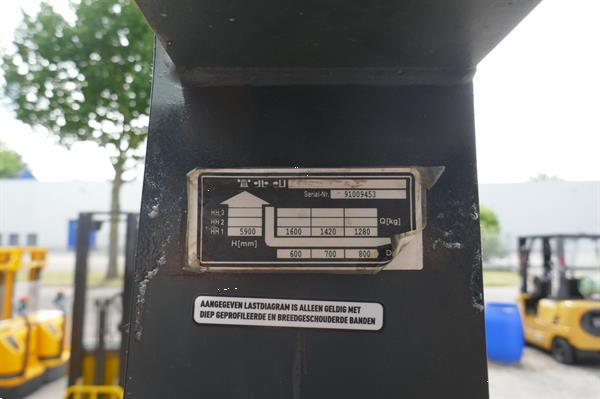 Serial-Nr. 91009453
HH 3
HH 2
HH 1 5900 1600 1420 1280 Q[kg]
H[mm]
600 700 800 D
AANGEGEVEN LASTDIAGRAM IS ALLEEN GELDIG MET
DIEP GEPROFILEERDE EN BREEDGESCHOUDERDE BANDEN